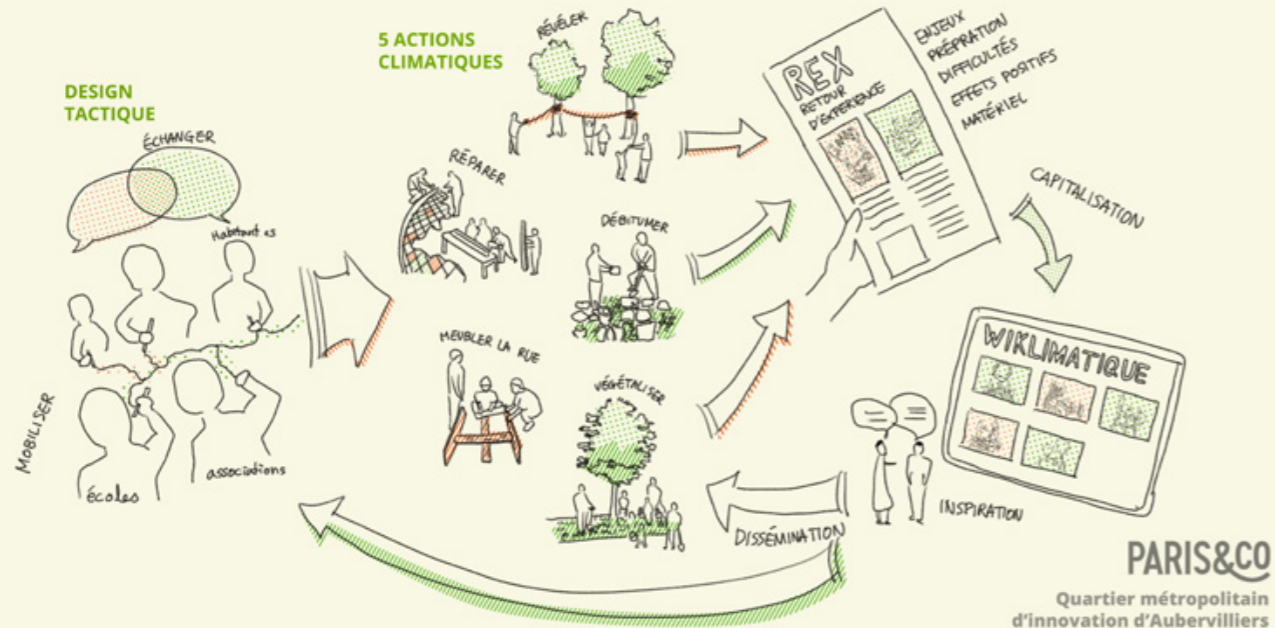 DESIGN
TACTIQUE
ÉCHANGER
Habitant es
MOBILISER
écoles
associations
5 ACTIONS
CLIMATIQUES
RÉVÉLER
RÉPARER
DÉBITUMER
MEUBLER LA RUE
VÉGÉTALISER
REX
RETOUR
D'EXPERIENCE
ENJEUX
PRÉPRATION
DIFFICULTÉS
EFFETS POSITIFS
MATÉRIEL
CAPITALISATION
WIKLIMATIQUE
INSPIRATION
DISSÉMINATION
PARIS&CO
Quartier métropolitain
d'innovation d'Aubervilliers